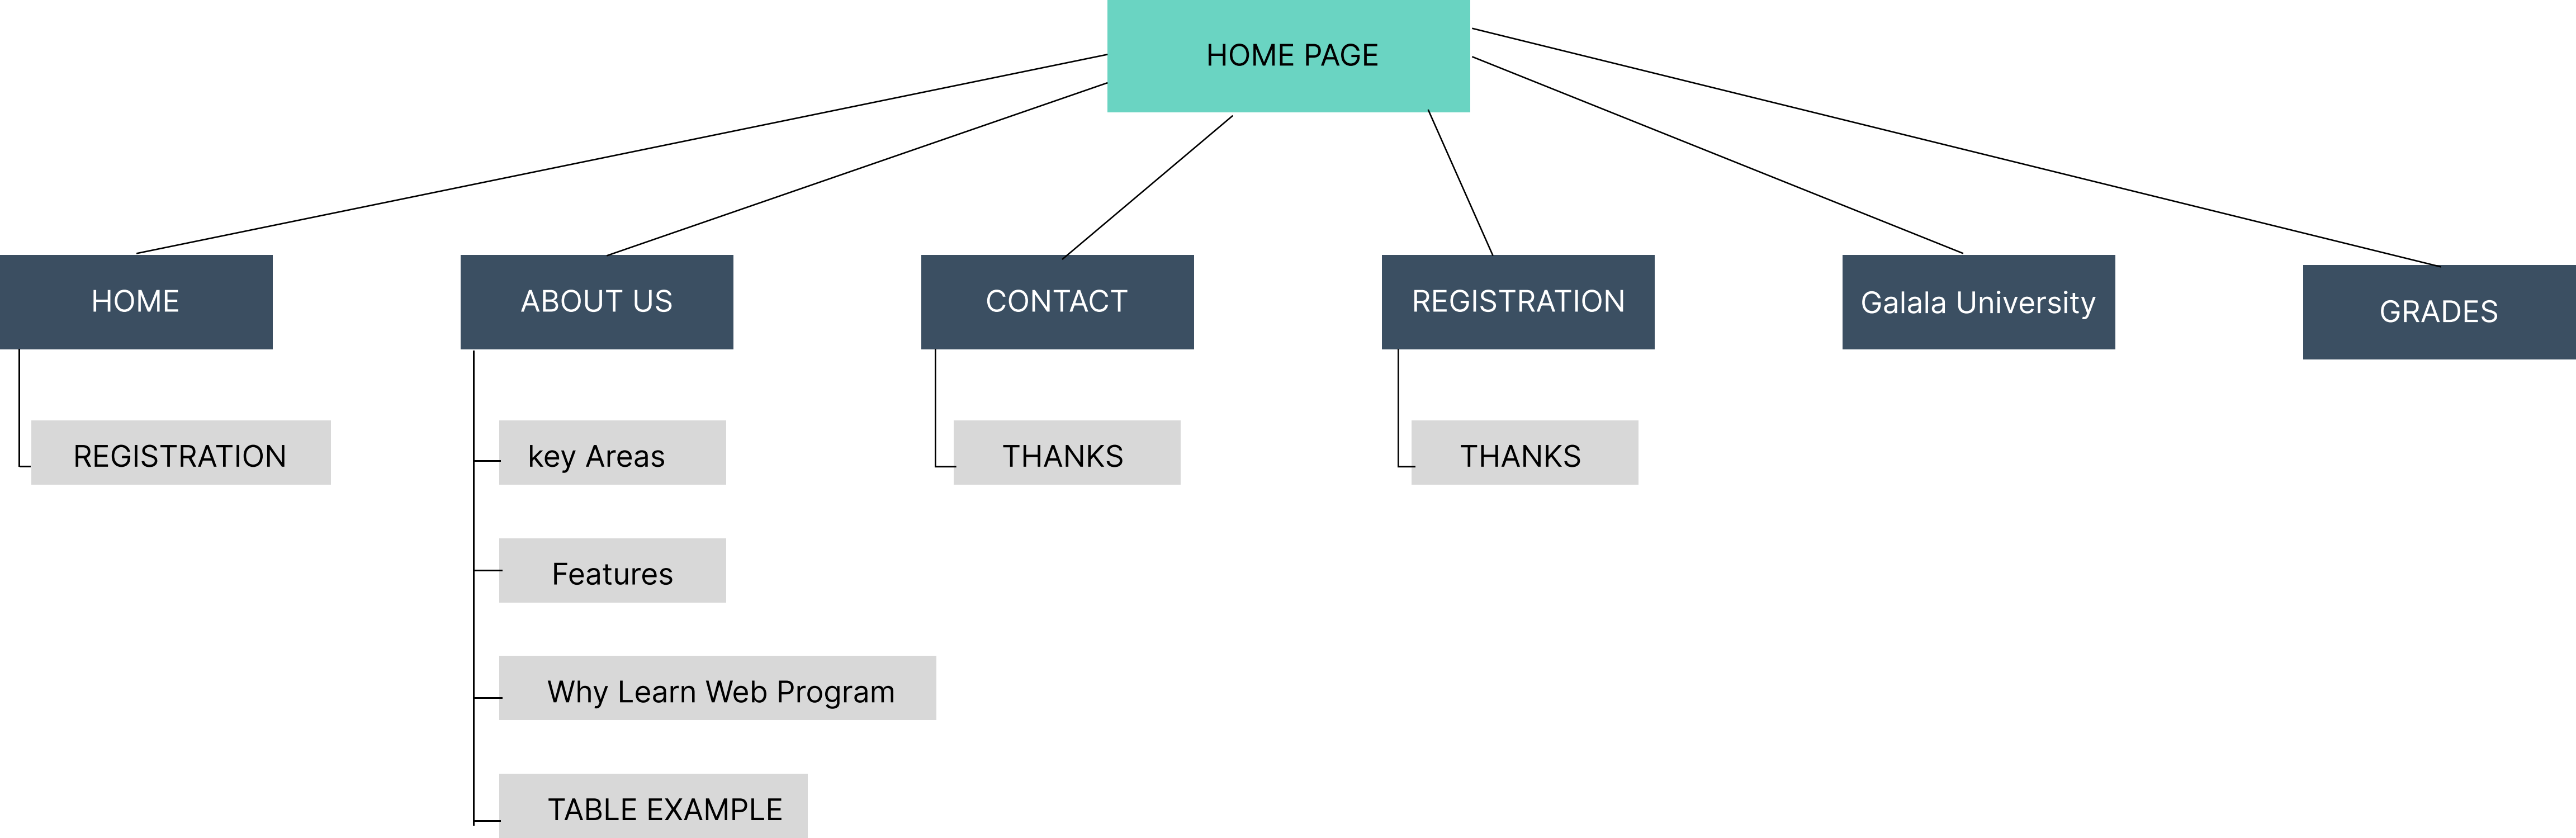 HOME PAGE
HOME
ABOUT US
CONTACT
REGISTRATION
Galala University
GRADES
REGISTRATION
key Areas
THANKS
THANKS
Features
Why Learn Web Program
TABLE EXAMPLE